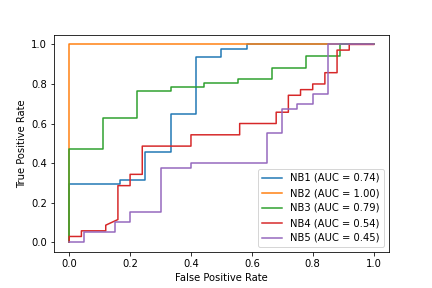 1.0
0.8
0.6
0.4
0.2
0.0
True Positive Rate
NB1 (AUC = 0.74)
NB2 (AUC = 1.00)
NB3 (AUC = 0.79)
NB4 (AUC = 0.54)
NB5 (AUC = 0.45)
0.0 0.2 0.4 0.6 0.8 1.0
False Positive Rate